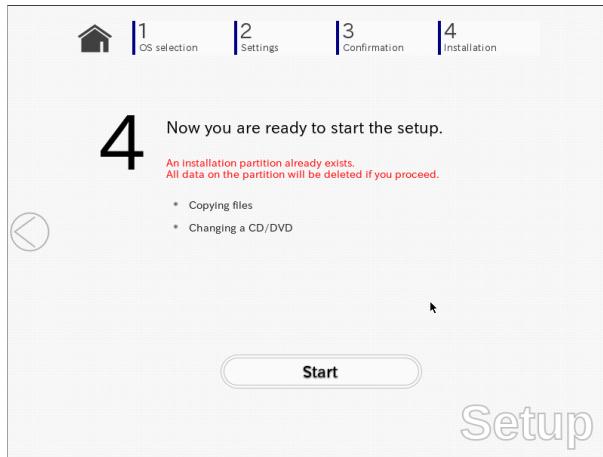 1
OS selection
2
Settings
3
Confirmation
4
Installation
4
Now you are ready to start the setup.
An installation partition already exists.
All data on the partition will be deleted if you proceed.
* Copying files
* Changing a CD/DVD
Start
Setup